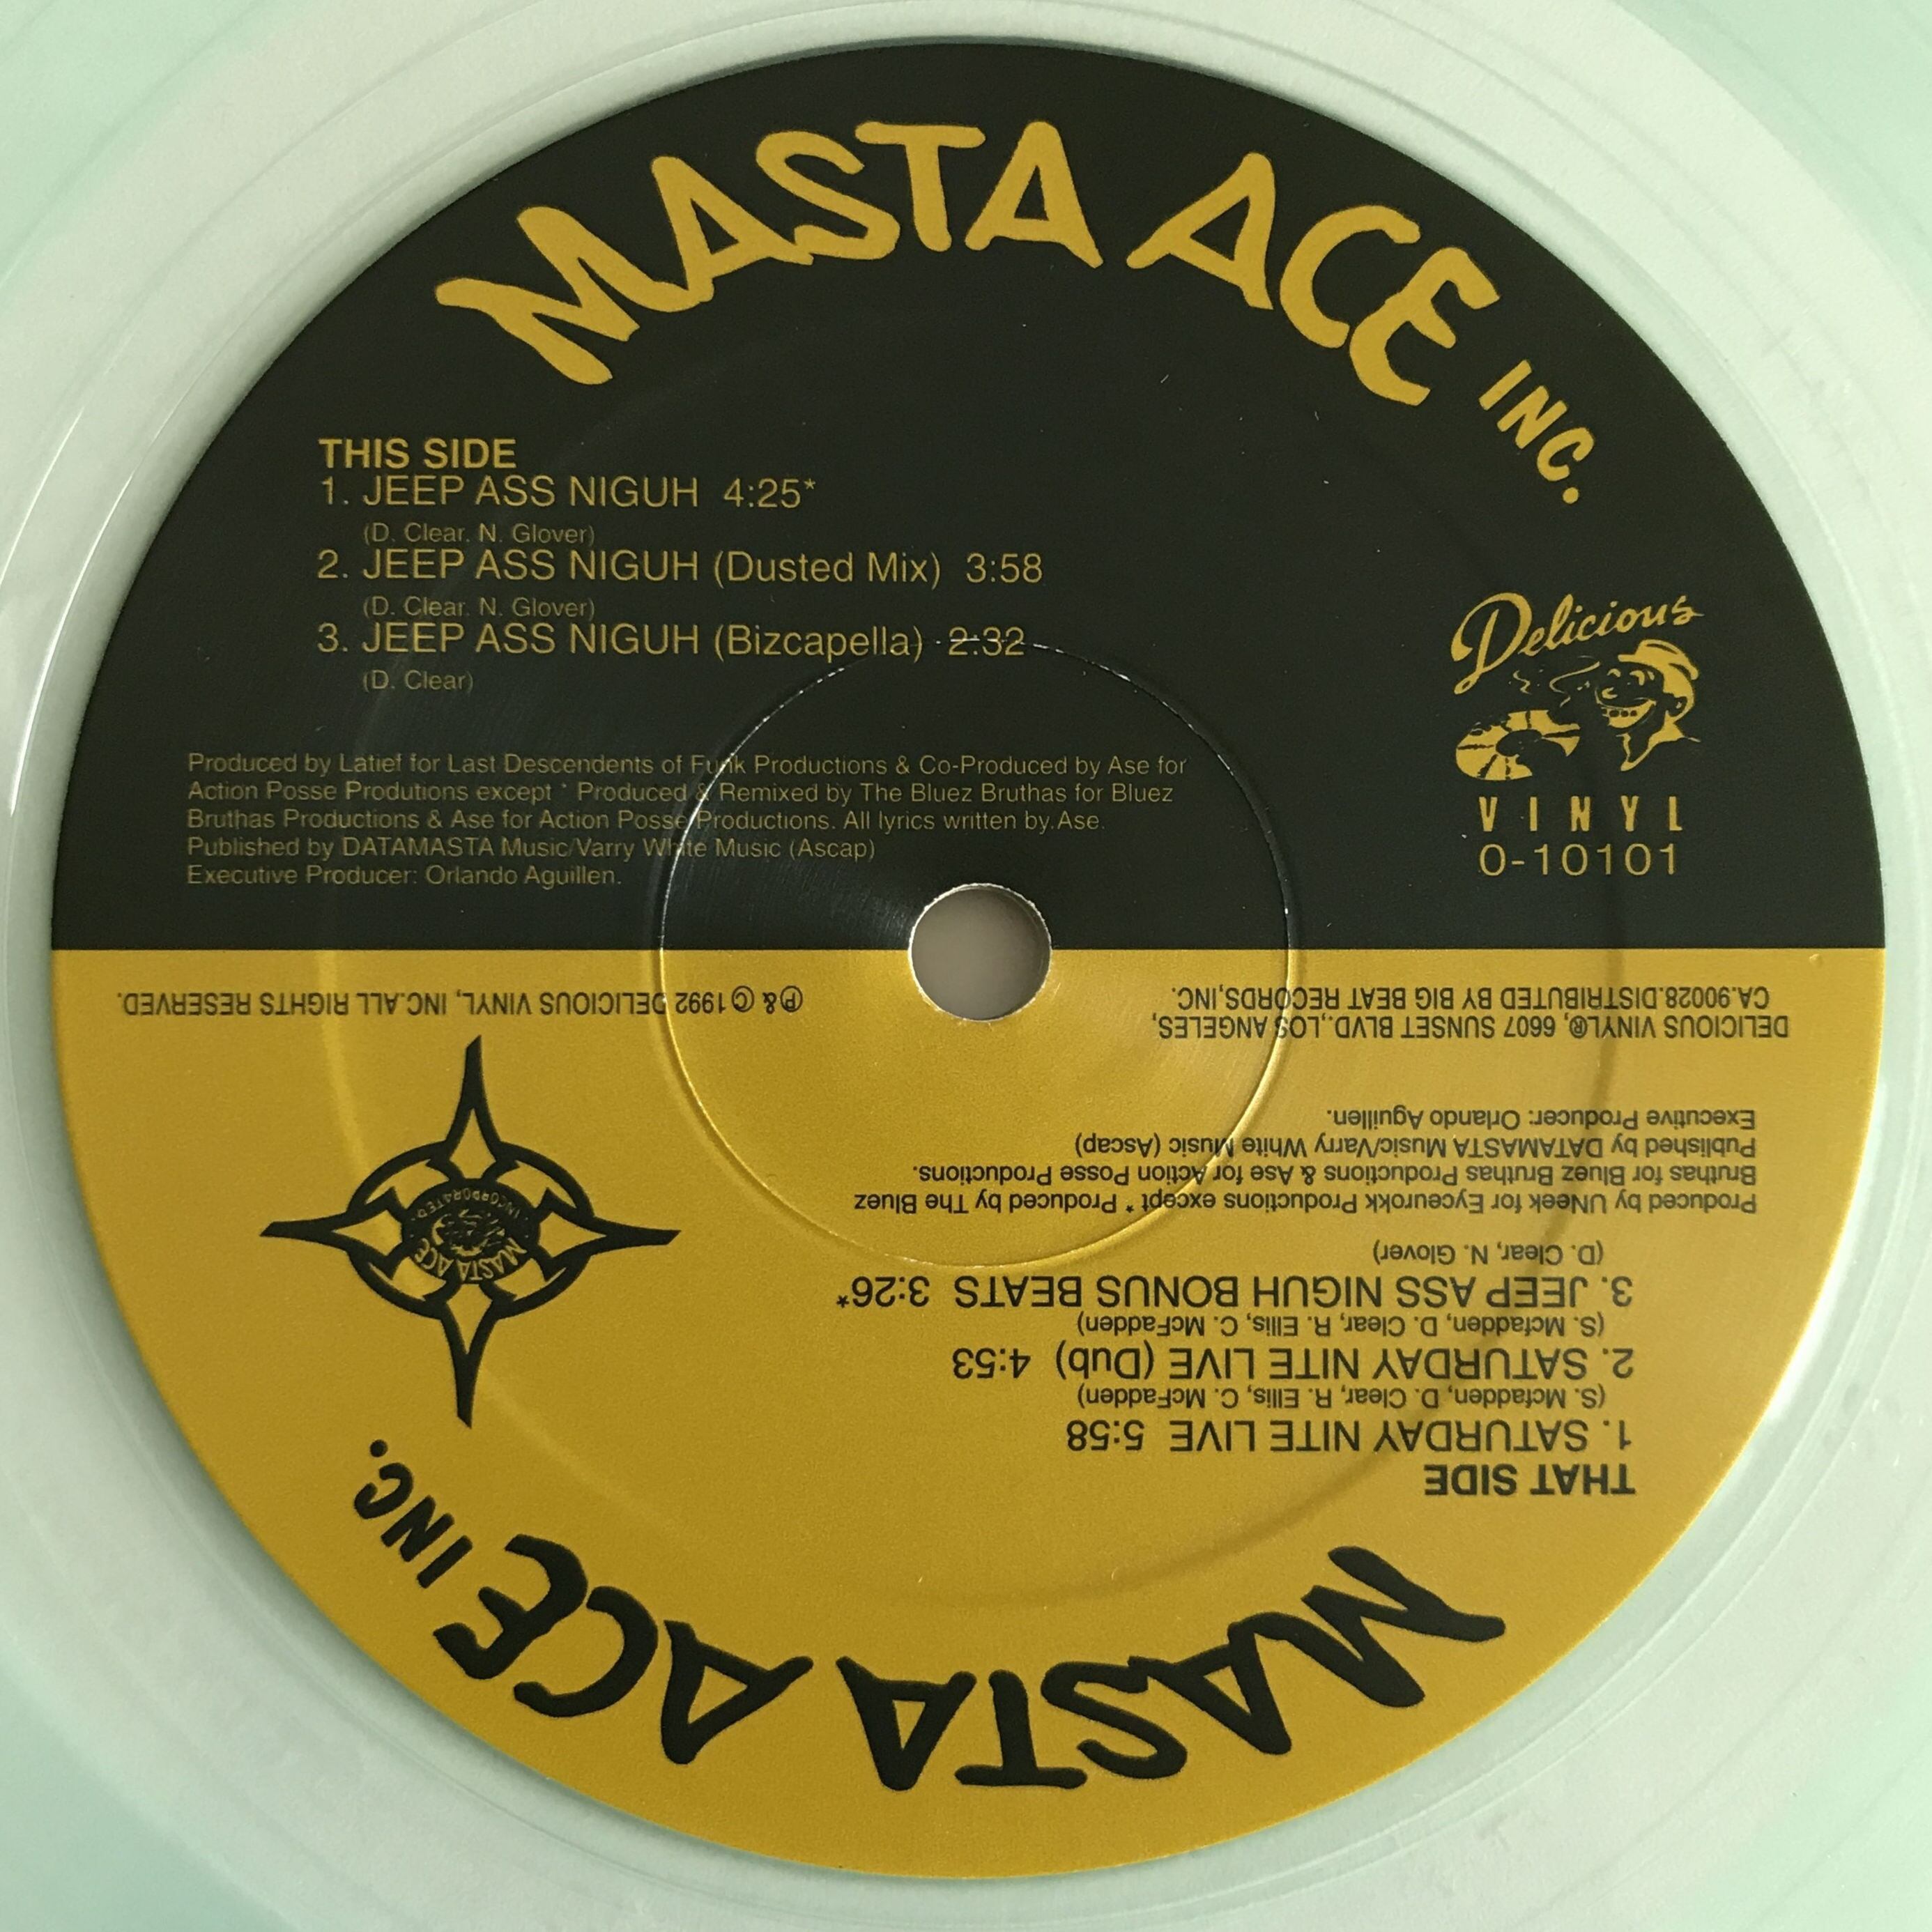 MASTA ACE INC.
THIS SIDE
1. JEEP ASS NIGUH 4:25*
(D. Clear. N. Glover)
2. JEEP ASS NIGUH (Dusted Mix) 3:58
(D. Clear. N. Glover)
3. JEEP ASS NIGUH (Bizcapella) 2:32
(D. Clear)
Produced by Latief for Last Descendents of Funk Productions & Co-Produced by Ase for
Action Posse Produtions except * Produced & Remixed by The Bluez Bruthas for Bluez
Bruthas Productions & Ase for Action Posse Productions. All lyrics written by.Ase.
Published by DATAMASTA Music/Varry White Music (Ascap)
Executive Producer: Orlando Aguillen.
Delicious
VINYL
0-10101
MASTA ACE INC.
THAT SIDE
1. SATURDAY NITE LIVE 5:58
(S. Mcfadden, D. Clear, R. Ellis, C. McFadden)
2. SATURDAY NITE LIVE (Dub) 4:53
(S. Mcfadden, D. Clear, R. Ellis, C. McFadden)
3. JEEP ASS NIGUH BONUS BEATS 3:26*
(D. Clear, N. Glover)
Produced by UNeek for Eyceurokk Productions except * Produced by The Bluez
Bruthas for Bluez Bruthas Productions & Ase for Action Posse Productions.
Published by DATAMASTA Music/Varry White Music (Ascap)
Executive Producer: Orlando Aguillen.
DELICIOUS VINYL®, 6607 SUNSET BLVD.,LOS ANGELES,
CA.90028.DISTRIBUTED BY BIG BEAT RECORDS,INC.
℗ & © 1992 DELICIOUS VINYL, INC.ALL RIGHTS RESERVED.
MASTA ACE
INCORPORATED